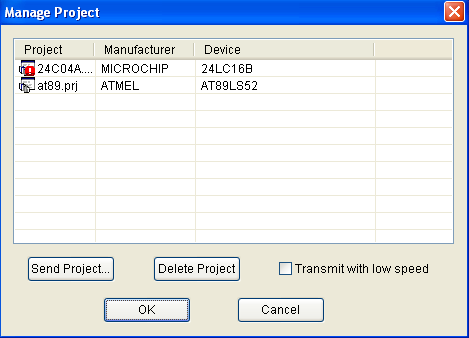 Manage Project
Project Manufacturer Device
24C04A.... MICROCHIP 24LC16B
at89.prj ATMEL AT89LS52
Send Project... Delete Project Transmit with low speed
OK Cancel